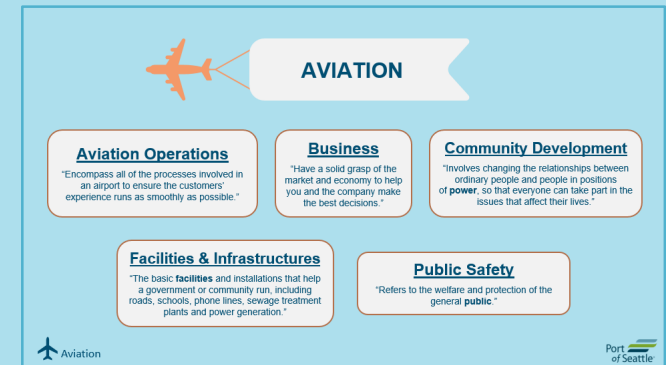 AVIATION
Aviation Operations
"Encompass all of the processes involved in
an airport to ensure the customers'
experience runs as smoothly as possible."
Business
"Have a solid grasp of the
market and economy to help
you and the company make
the best decisions."
Community Development
"Involves changing the relationships between
ordinary people and people in positions
of power, so that everyone can take part in the
issues that affect their lives."
Facilities & Infrastructures
"The basic facilities and installations that help
a government or community run, including
roads, schools, phone lines, sewage treatment
plants and power generation."
Public Safety
"Refers to the welfare and protection of the
general public."
Aviation
Port
of Seattle